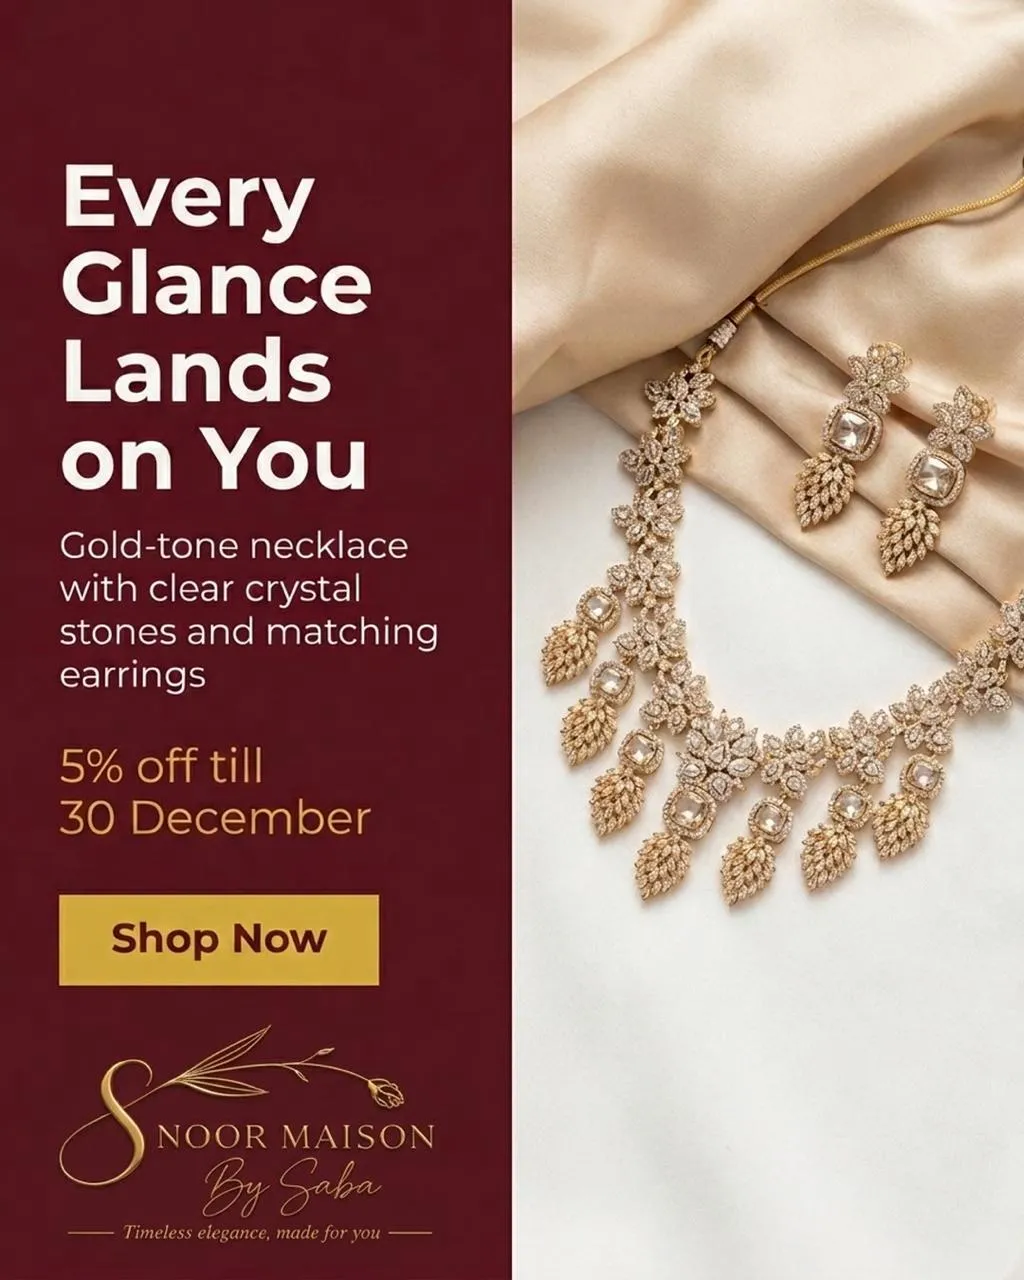 Every
Glance
Lands
on You
Gold-tone necklace
with clear crystal
stones and matching
earrings
5% off till
30 December
Shop Now
S NOOR MAISON
By Saba
Timeless elegance, made for you